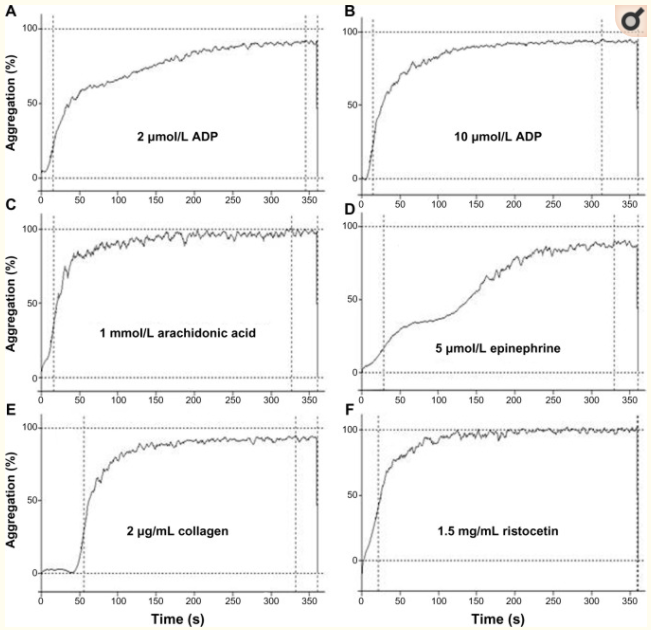 A
B
Aggregation (%)
100
50
0
2 μmol/L ADP
0 50 100 150 200 250 300 350
100
50
0
10 μmol/L ADP
0 50 100 150 200 250 300 350
C
D
Aggregation (%)
100
50
0
1 mmol/L arachidonic acid
0 50 100 150 200 250 300 350
100
50
0
5 μmol/L epinephrine
0 50 100 150 200 250 300 350
E
F
Aggregation (%)
100
50
0
2 μg/mL collagen
0 50 100 150 200 250 300 350
Time (s)
100
50
0
1.5 mg/mL ristocetin
0 50 100 150 200 250 300 350
Time (s)